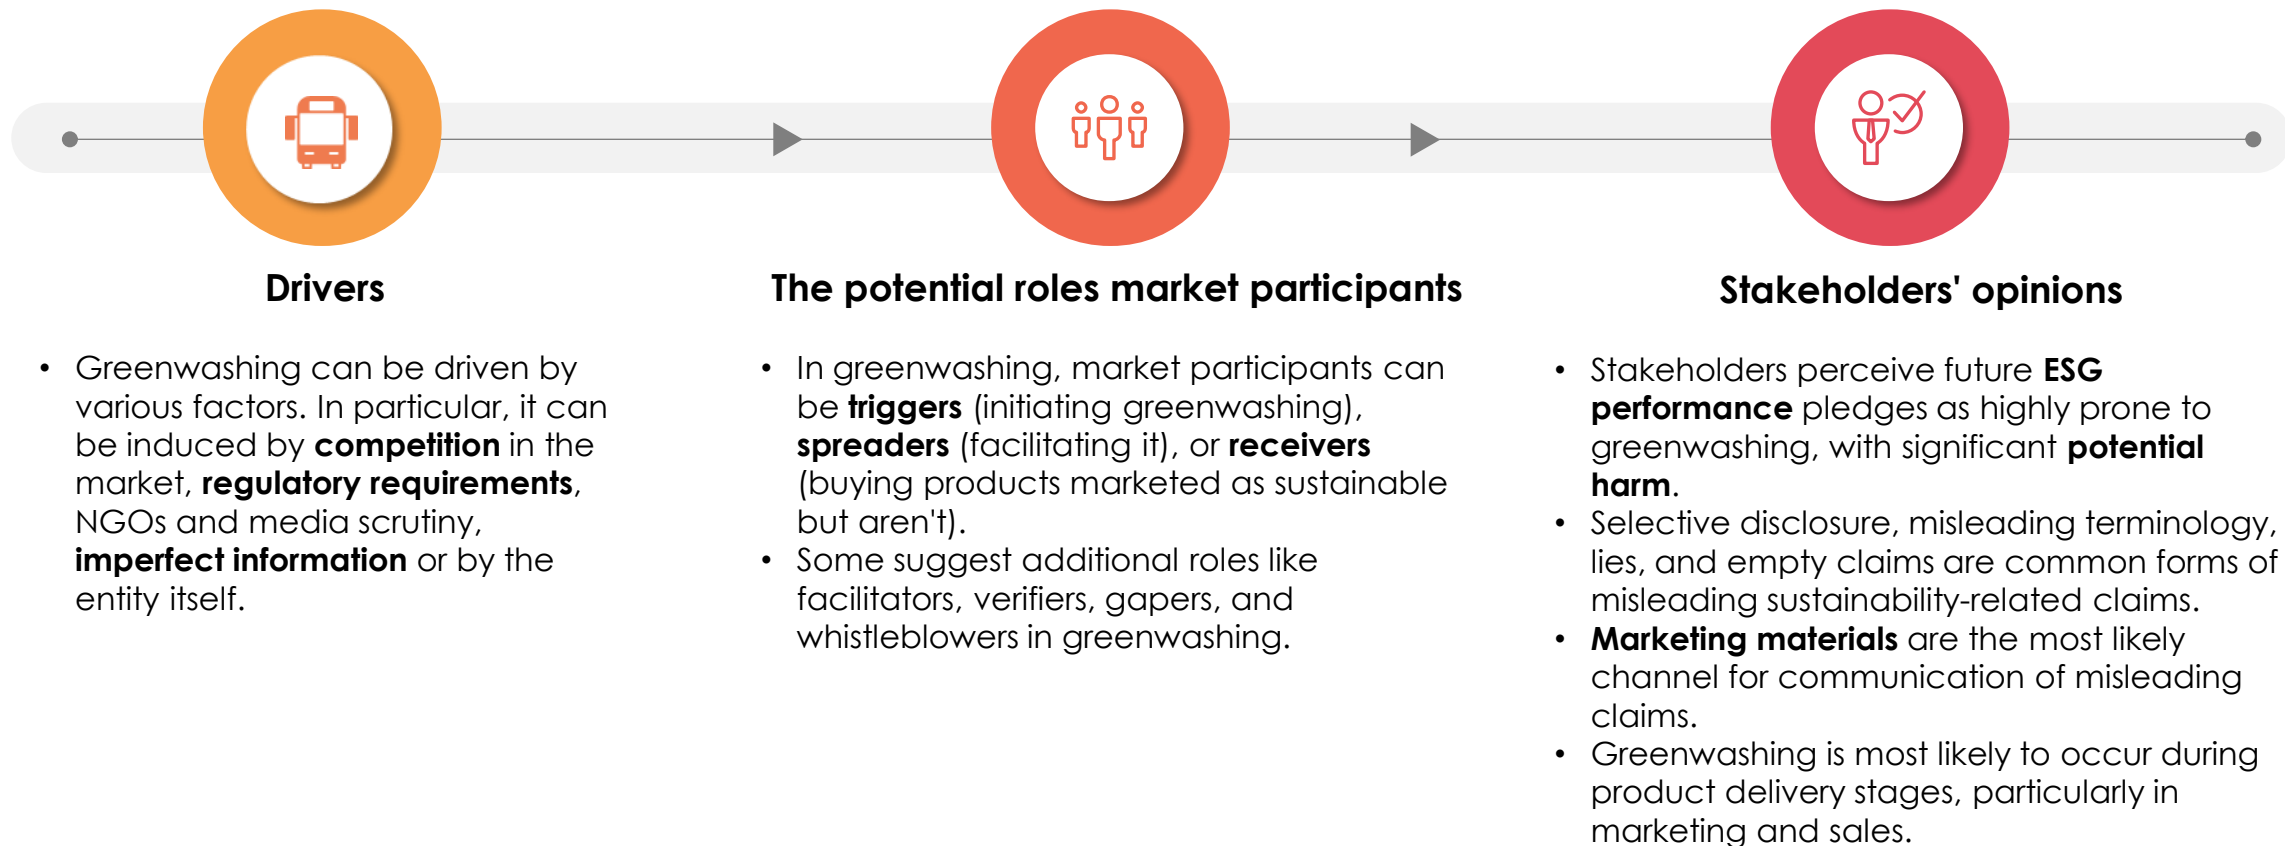 Drivers
• Greenwashing can be driven by
various factors. In particular, it can
be induced by competition in the
market, regulatory requirements,
NGOs and media scrutiny,
imperfect information or by the
entity itself.
The potential roles market participants
• In greenwashing, market participants can
be triggers (initiating greenwashing),
spreaders (facilitating it), or receivers
(buying products marketed as sustainable
but aren't).
• Some suggest additional roles like
facilitators, verifiers, gapers, and
whistleblowers in greenwashing.
Stakeholders' opinions
• Stakeholders perceive future ESG
performance pledges as highly prone to
greenwashing, with significant potential
harm.
• Selective disclosure, misleading terminology,
lies, and empty claims are common forms of
misleading sustainability-related claims.
• Marketing materials are the most likely
channel for communication of misleading
claims.
• Greenwashing is most likely to occur during
product delivery stages, particularly in
marketing and sales.